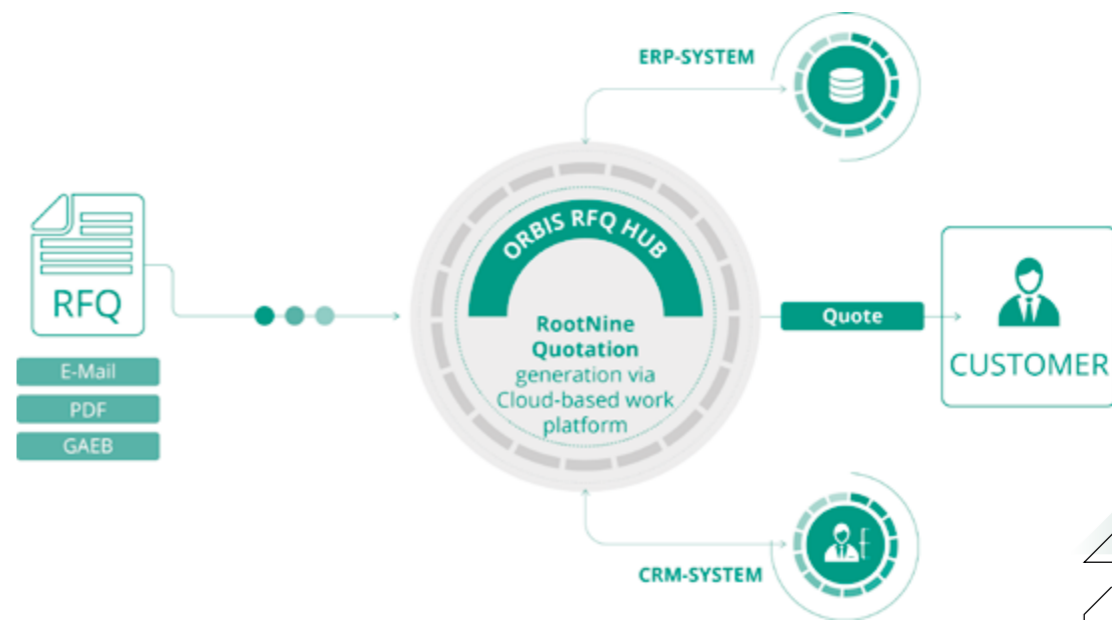 ERP-SYSTEM
RFQ
E-Mail
PDF
GAEB
ORBIS RFQ HUB
RootNine
Quotation
generation via
Cloud-based work
platform
Quote
CUSTOMER
CRM-SYSTEM